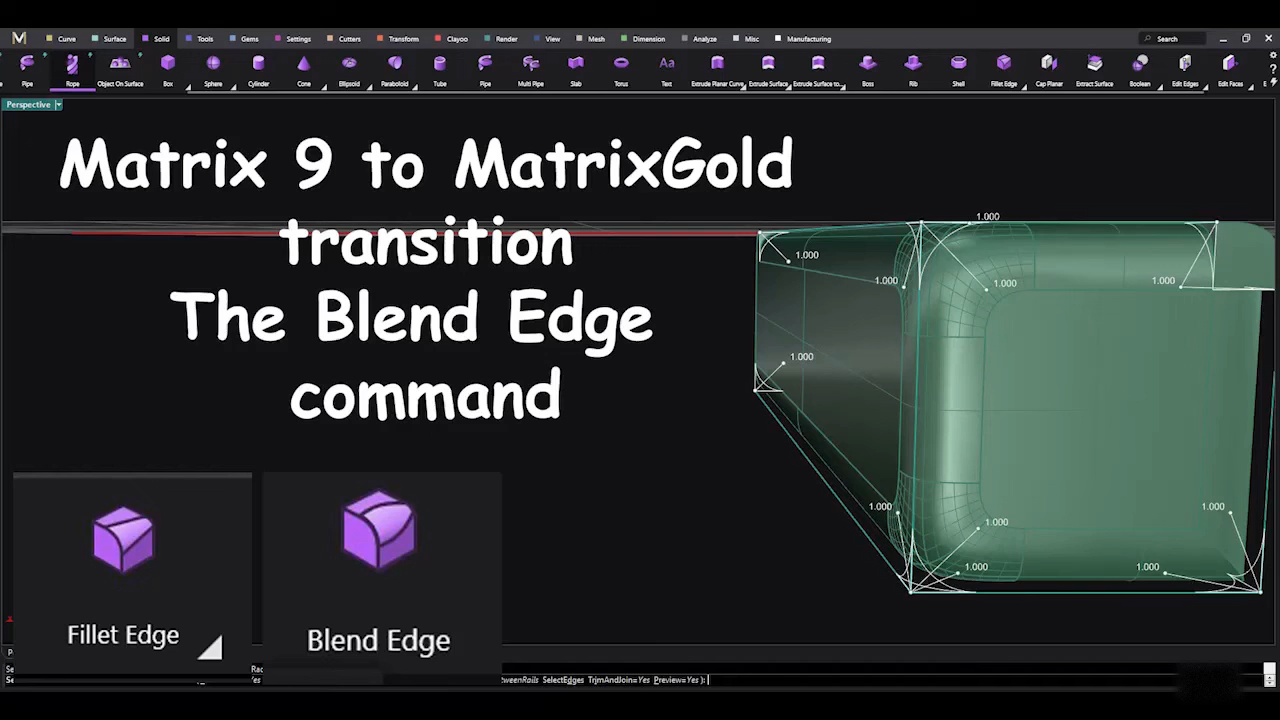 M Curve Surface Solid Tools Gems Settings Cutters Transform Clayoo Render View Mesh Dimension Analyze Misc Manufacturing Search
Pipe Rope Object On Surface Box Sphere Cylinder Cone Ellipsoid Paraboloid Tube Pipe Multi Pipe Slab Torus Text Extrude Planar Curve Extrude Surface Extrude Surface to... Boss Rib Shell Fillet Edge Cap Planar Extract Surface Boolean Edit Edges Edit Faces
Perspective
Matrix 9 to MatrixGold
transition
The Blend Edge
command
1.000
1.000
1.000
1.000
1.000
1.000
1.000
1.000
1.000
1.000
1.000
Fillet Edge
Blend Edge
tweenRails SelectEdges TrimAndJoin=Yes Preview=Yes ):